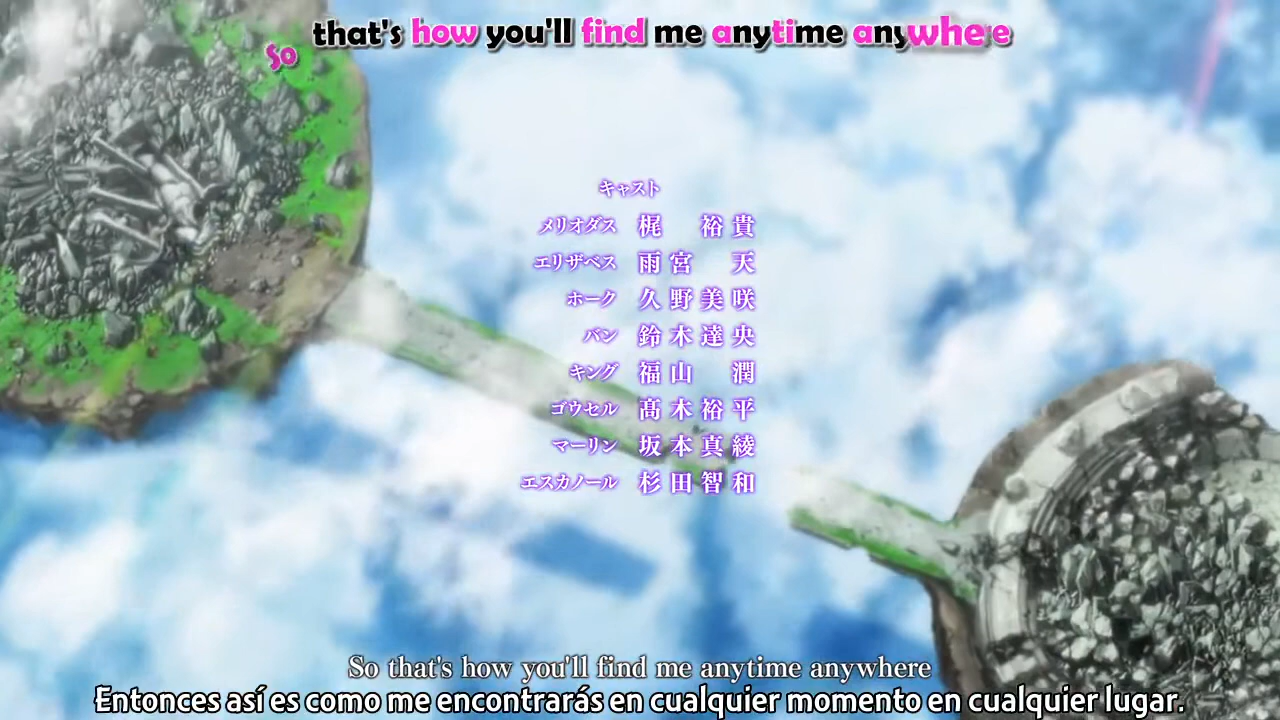 So that's how you'll find me anytime anywhere
キャスト
メリオダス 梶 裕貴
エリザベス 雨宮 天
ホーク 久野美咲
バン 鈴木達央
キング 福山 潤
ゴウセル 髙木裕平
マーリン 坂本真綾
エスカノール 杉田智和
So that's how you'll find me anytime anywhere
Entonces así es como me encontrarás en cualquier momento en cualquier lugar.